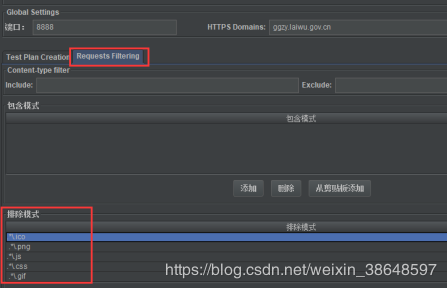 Global Settings
端口： 8888 HTTPS Domains: ggzy.laiwu.gov.cn
Test Plan Creation Requests Filtering
Content-type filter
Include: Exclude:
包含模式
包含模式
添加 删除 从剪贴板添加
排除模式
排除模式
.*\.ico
.*\.png
.*\.js
.*\.css
.*\.gif
https://blog.csdn.net/weixin_38648597